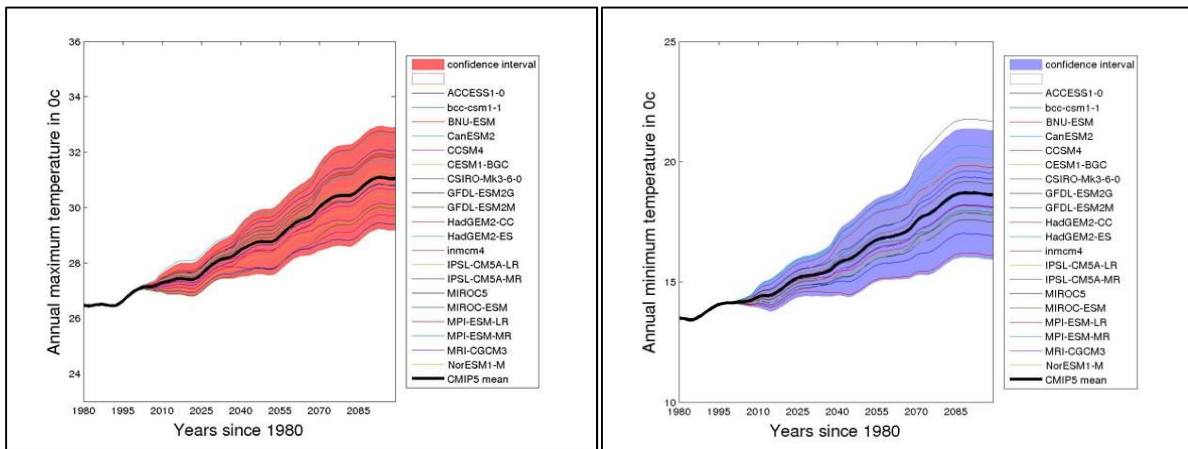 36
34
32
30
28
26
24
Annual maximum temperature in 0c
1980 1995 2010 2025 2040 2055 2070 2085
Years since 1980
confidence interval
ACCESS1-0
bcc-csm1-1
BNU-ESM
CanESM2
CCSM4
CESM1-BGC
CSIRO-Mk3-6-0
GFDL-ESM2G
GFDL-ESM2M
HadGEM2-CC
HadGEM2-ES
inmcm4
IPSL-CM5A-LR
IPSL-CM5A-MR
MIROC5
MIROC-ESM
MPI-ESM-LR
MPI-ESM-MR
MRI-CGCM3
NorESM1-M
CMIP5 mean
25
20
15
10
Annual minimum temperature in 0c
1980 1995 2010 2025 2040 2055 2070 2085
Years since 1980
confidence interval
ACCESS1-0
bcc-csm1-1
BNU-ESM
CanESM2
CCSM4
CESM1-BGC
CSIRO-Mk3-6-0
GFDL-ESM2G
GFDL-ESM2M
HadGEM2-CC
HadGEM2-ES
inmcm4
IPSL-CM5A-LR
IPSL-CM5A-MR
MIROC5
MIROC-ESM
MPI-ESM-LR
MPI-ESM-MR
MRI-CGCM3
NorESM1-M
CMIP5 mean